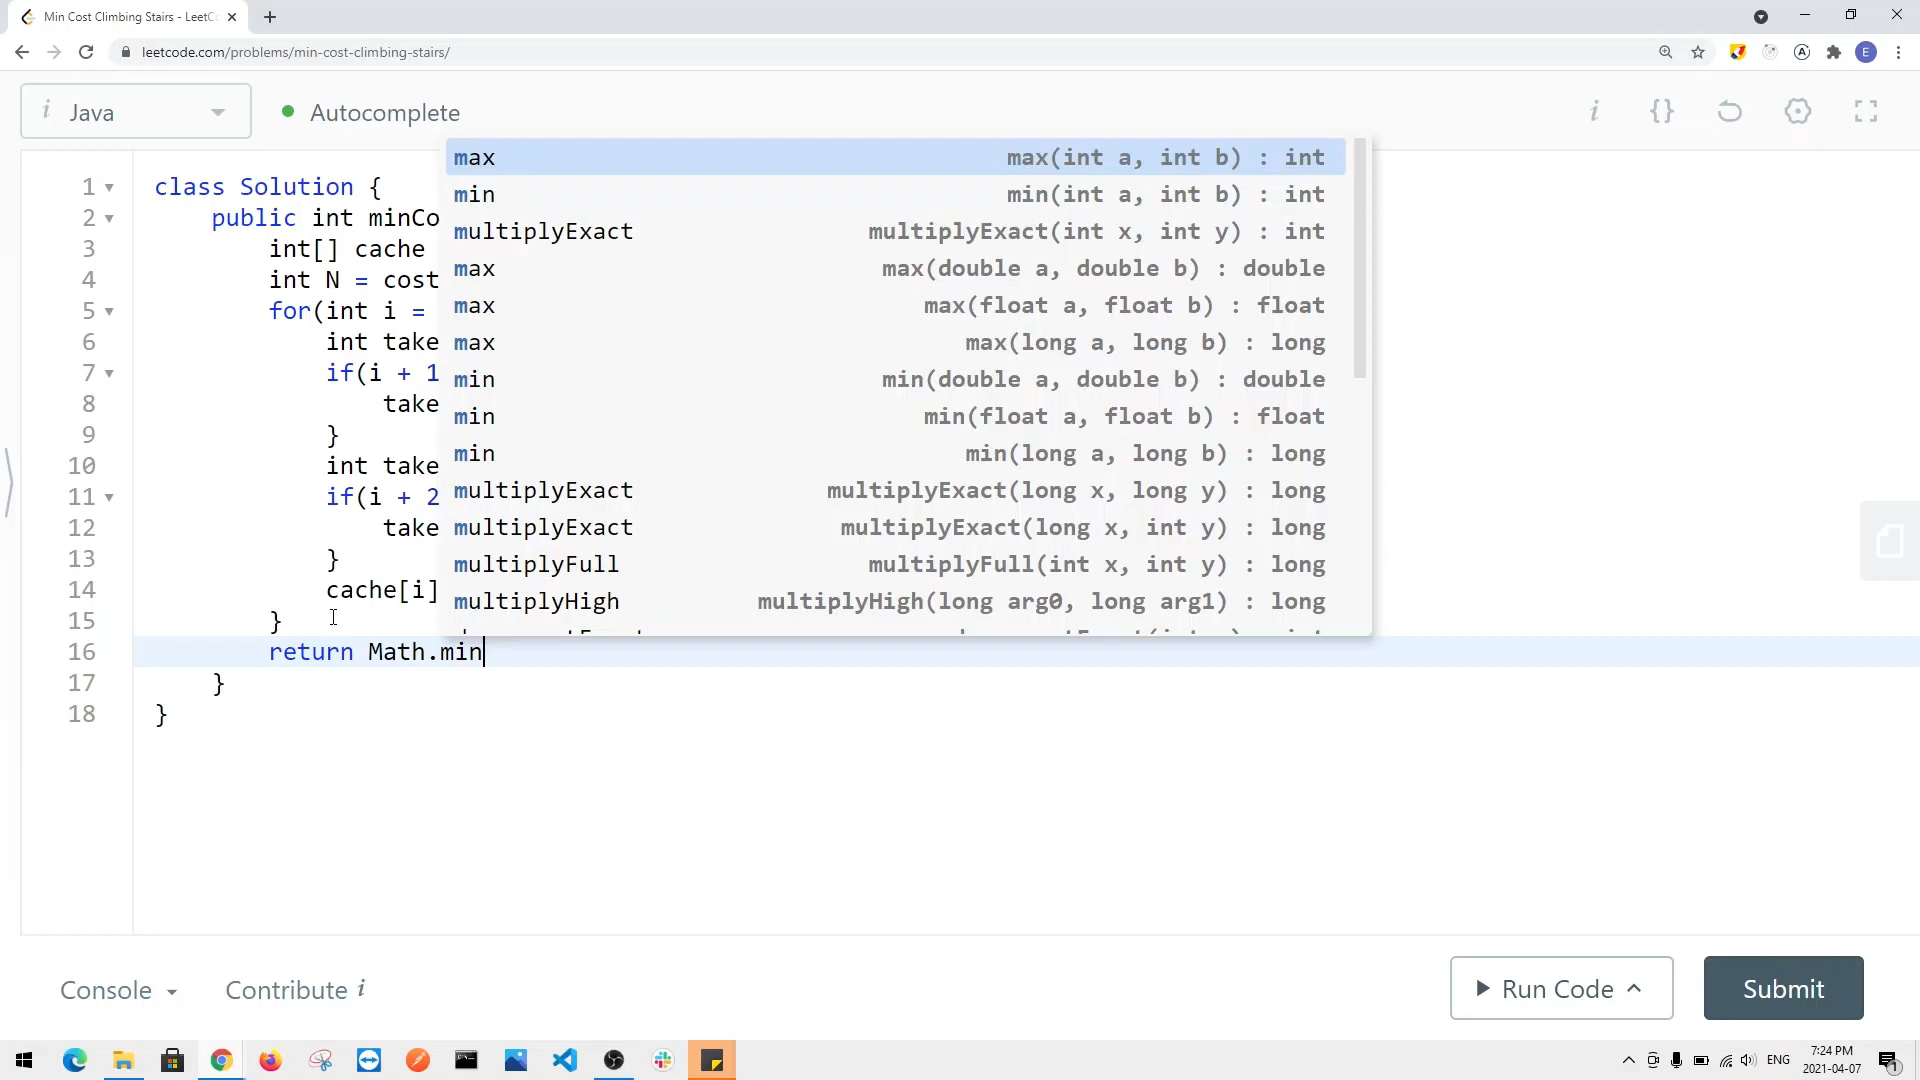 Min Cost Climbing Stairs - LeetC
leetcode.com/problems/min-cost-climbing-stairs/
E
i Java
Autocomplete
i {}
max max(int a, int b) : int
min min(int a, int b) : int
multiplyExact multiplyExact(int x, int y) : int
max max(double a, double b) : double
max max(float a, float b) : float
max max(long a, long b) : long
min min(double a, double b) : double
min min(float a, float b) : float
min min(long a, long b) : long
multiplyExact multiplyExact(long x, long y) : long
multiplyExact multiplyExact(long x, int y) : long
multiplyFull multiplyFull(int x, int y) : long
multiplyHigh multiplyHigh(long arg0, long arg1) : long
1 class Solution {
2 public int minCo
3 int[] cache
4 int N = cost
5 for(int i =
6 int take
7 if(i + 1
8 take
9 }
10 int take
11 if(i + 2
12 take
13 }
14 cache[i]
15 }
16 return Math.min
17 }
18 }
Console
Contribute i
Run Code
Submit
ENG
7:24 PM
2021-04-07
1